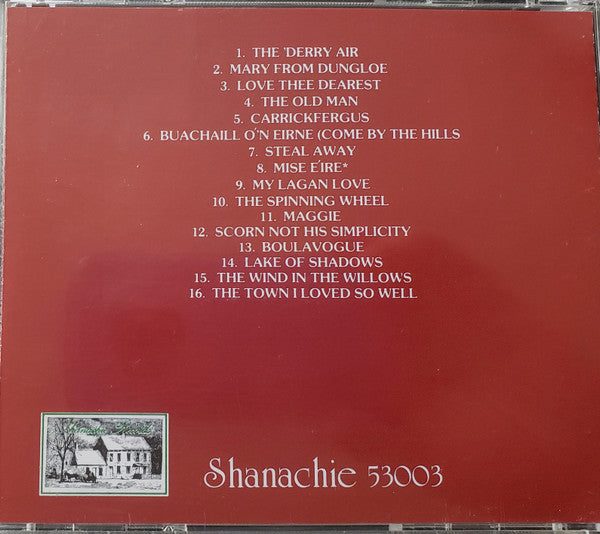 1. THE 'DERRY AIR
2. MARY FROM DUNGLOE
3. LOVE THEE DEAREST
4. THE OLD MAN
5. CARRICKFERGUS
6. BUACHAILL O'N EIRNE (COME BY THE HILLS
7. STEAL AWAY
8. MISE E'IRE*
9. MY LAGAN LOVE
10. THE SPINNING WHEEL
11. MAGGIE
12. SCORN NOT HIS SIMPLICITY
13. BOULAVOGUE
14. LAKE OF SHADOWS
15. THE WIND IN THE WILLOWS
16. THE TOWN I LOVED SO WELL
Shanachie 53003